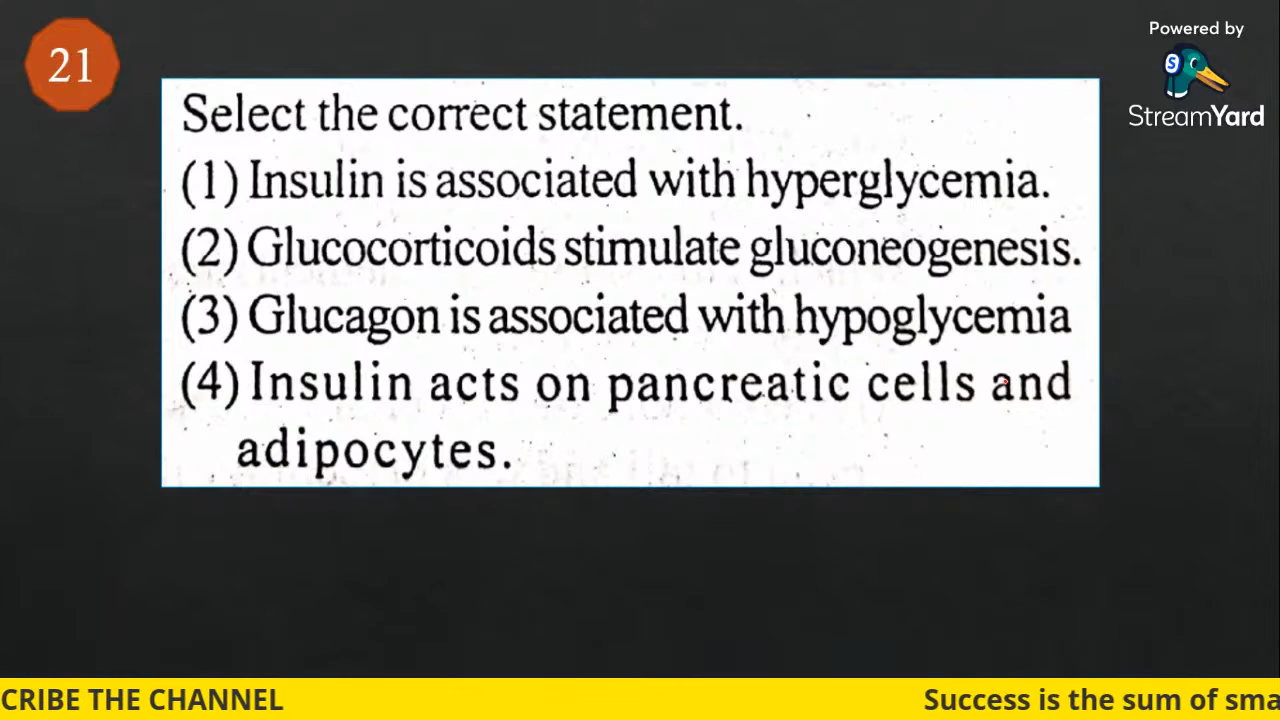 21
Powered by
S
StreamYard
Select the correct statement.
(1) Insulin is associated with hyperglycemia.
(2) Glucocorticoids stimulate gluconeogenesis.
(3) Glucagon is associated with hypoglycemia
(4) Insulin acts on pancreatic cells and
adipocytes.
CRIBE THE CHANNEL
Success is the sum of sma